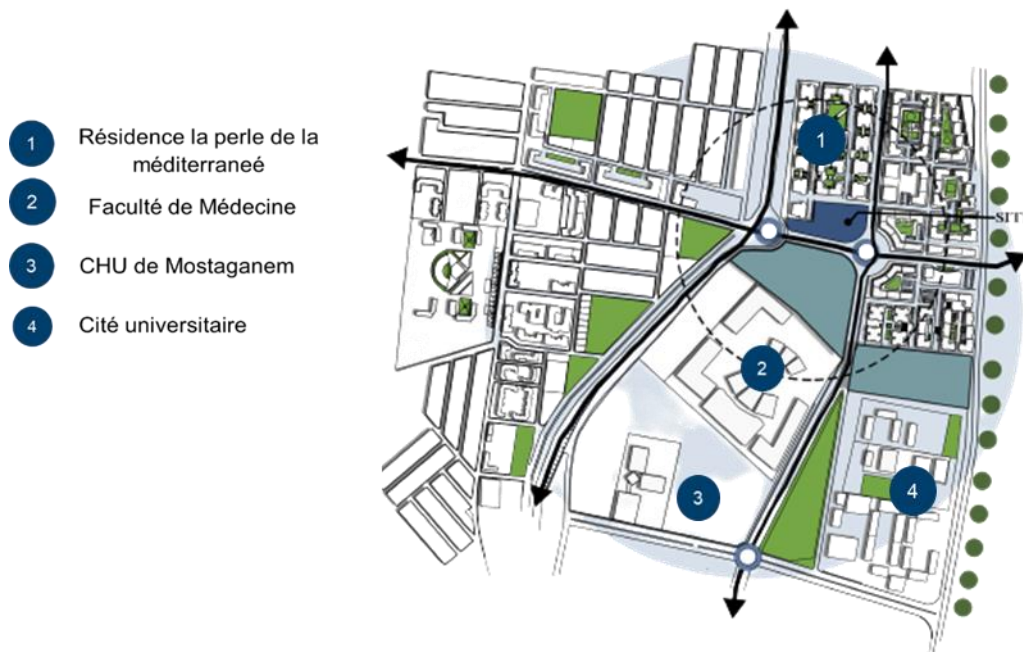 1
Résidence la perle de la
méditerraneé
2
Faculté de Médecine
3
CHU de Mostaganem
4
Cité universitaire
1
SIT
2
3
4